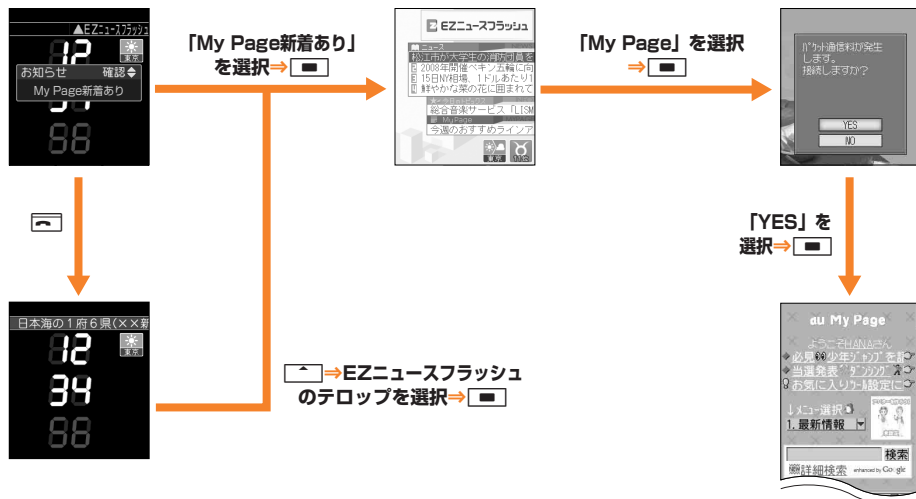 ▲EZニュースフラッシュ
12
東京
お知らせ 確認
My Page新着あり
88
「My Page新着あり」
を選択⇒
EZニュースフラッシュ
ニュース
松江市が大学生の消防団員を
2008年開催ペキン五輪に向
15日NY相場、1ドルあたり1
鮮やかな菜の花に囲まれて
総合音楽サービス「LISM
My Page
今週のおすすめラインア
東京
「My Page」を選択
⇒
パケット通信料が発生
します。
接続しますか?
YES
NO
「YES」を
選択⇒
日本海の1府6県(××新
12
東京
34
88
⇒EZニュースフラッシュ
のテロップを選択⇒
au My Page
ようこそHANAさん
必見 少年ジャンプを
当選発表 ダンシング
お気に入りツール設定に
↓メニュー選択
1. 最新情報
検索
詳細検索 enhanced by Google